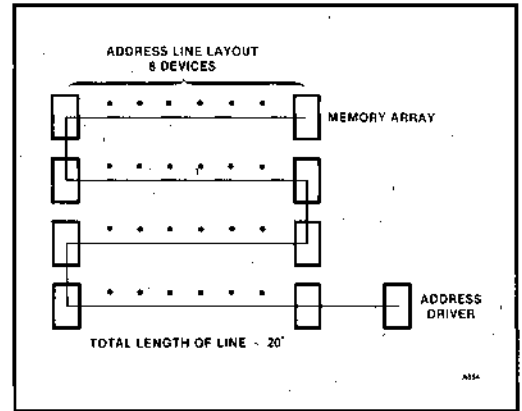 ADDRESS LINE LAYOUT
8 DEVICES
MEMORY ARRAY
ADDRESS
DRIVER
TOTAL LENGTH OF LINE ~ 20"